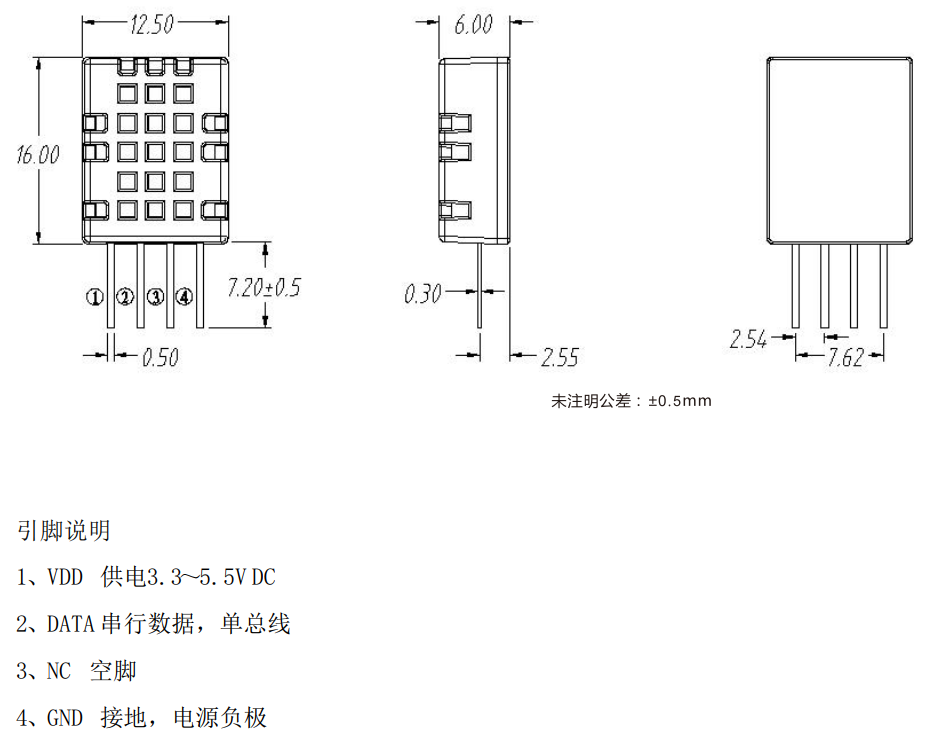 12.50
6.00
16.00
① ② ③ ④
7.20±0.5
0.30
0.50
2.55
2.54
7.62
未注明公差：±0.5mm
引脚说明
1、VDD 供电3.3～5.5V DC
2、DATA 串行数据，单总线
3、NC 空脚
4、GND 接地，电源负极